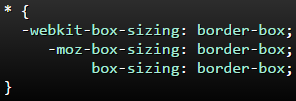 * {
  -webkit-box-sizing: border-box;
     -moz-box-sizing: border-box;
          box-sizing: border-box;
}